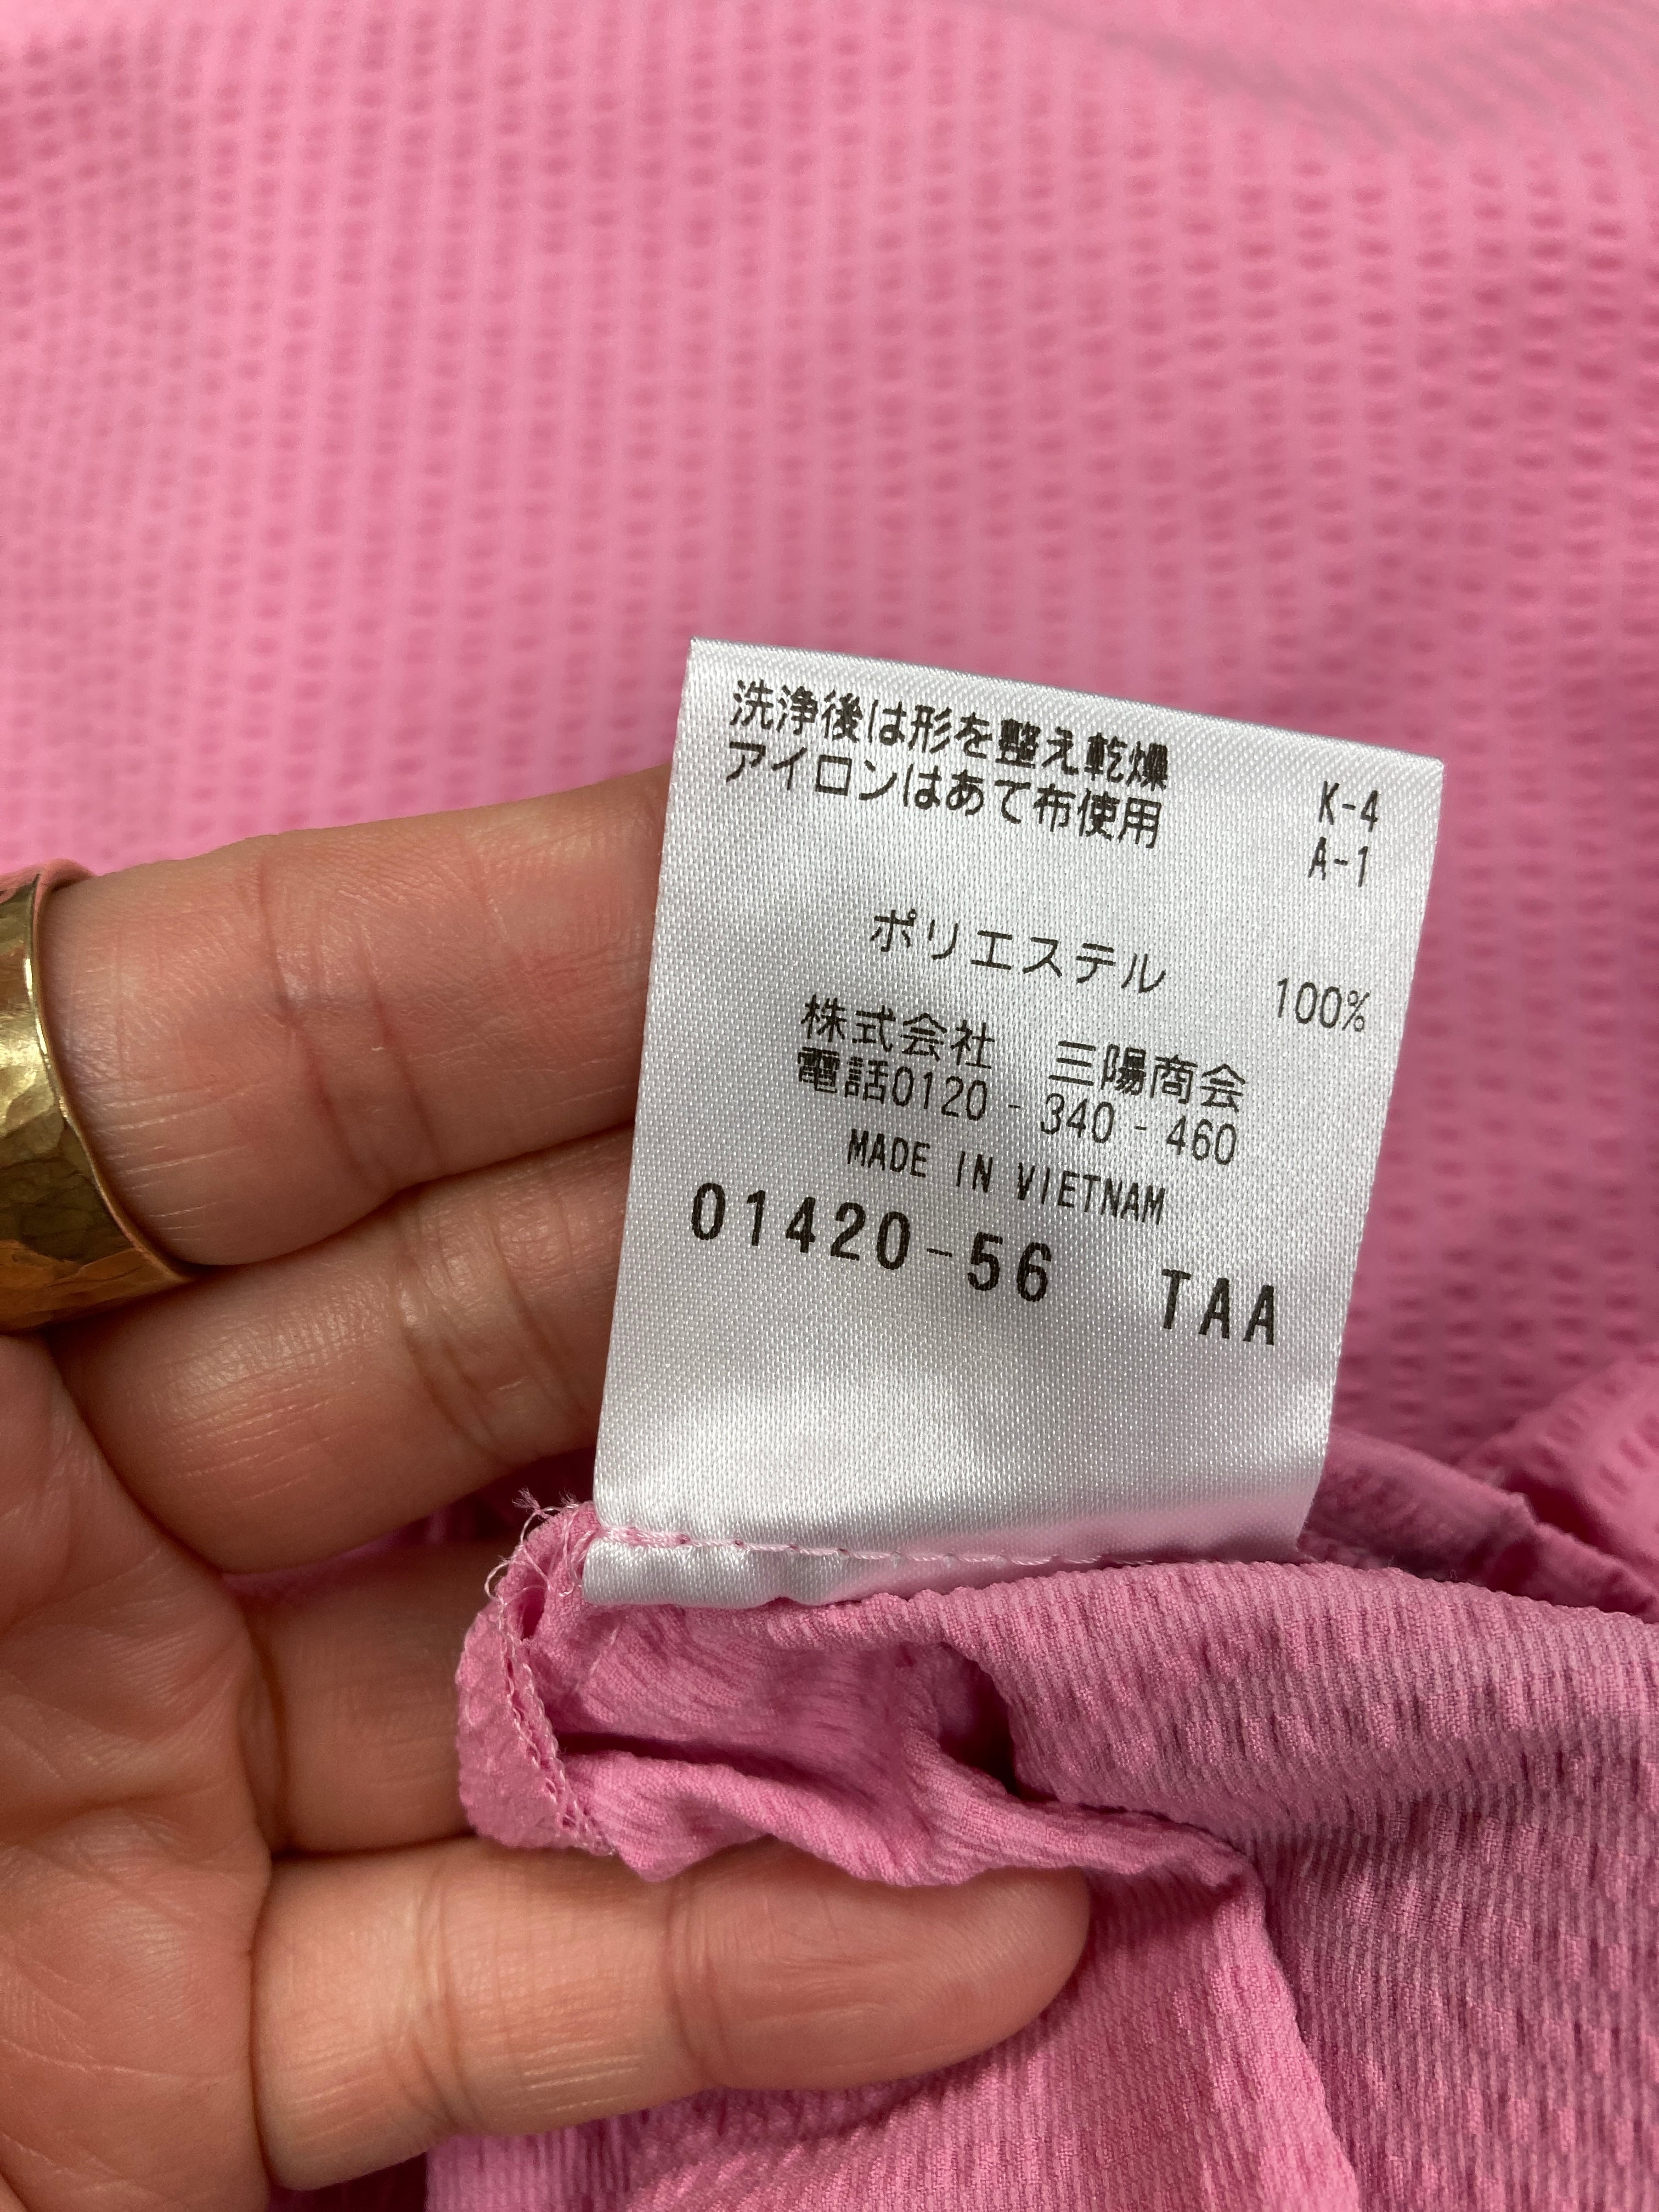 洗浄後は形を整え乾燥 K-4
アイロンはあて布使用 A-1
ポリエステル 100%
株式会社 三陽商会
電話0120-340-460
MADE IN VIETNAM
01420-56 TAA